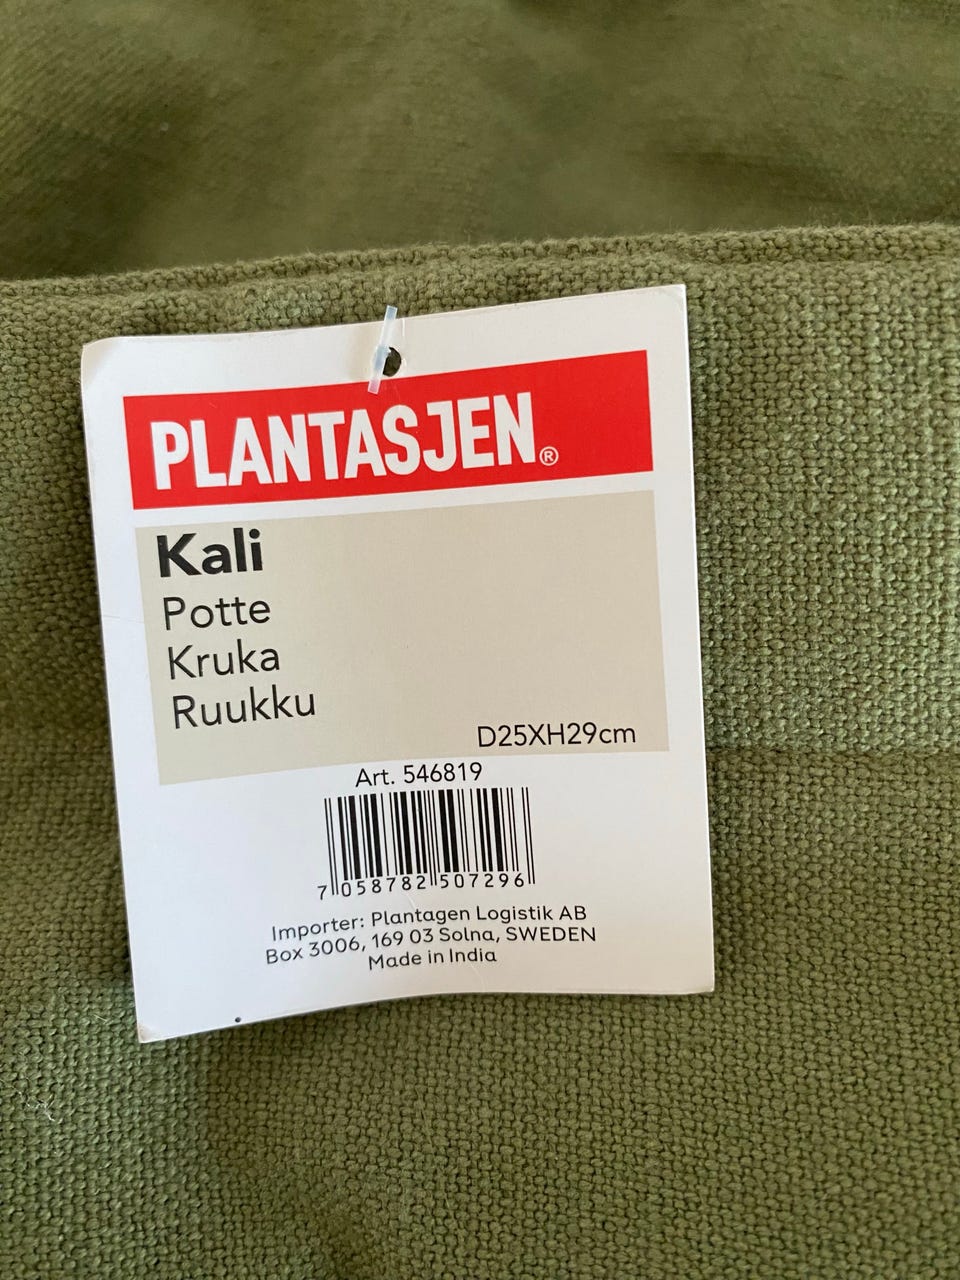 PLANTASJEN®
Kali
Potte
Kruka
Ruukku
D25XH29cm
Art. 546819
7 058782 507296
Importer: Plantagen Logistik AB
Box 3006, 169 03 Solna, SWEDEN
Made in India